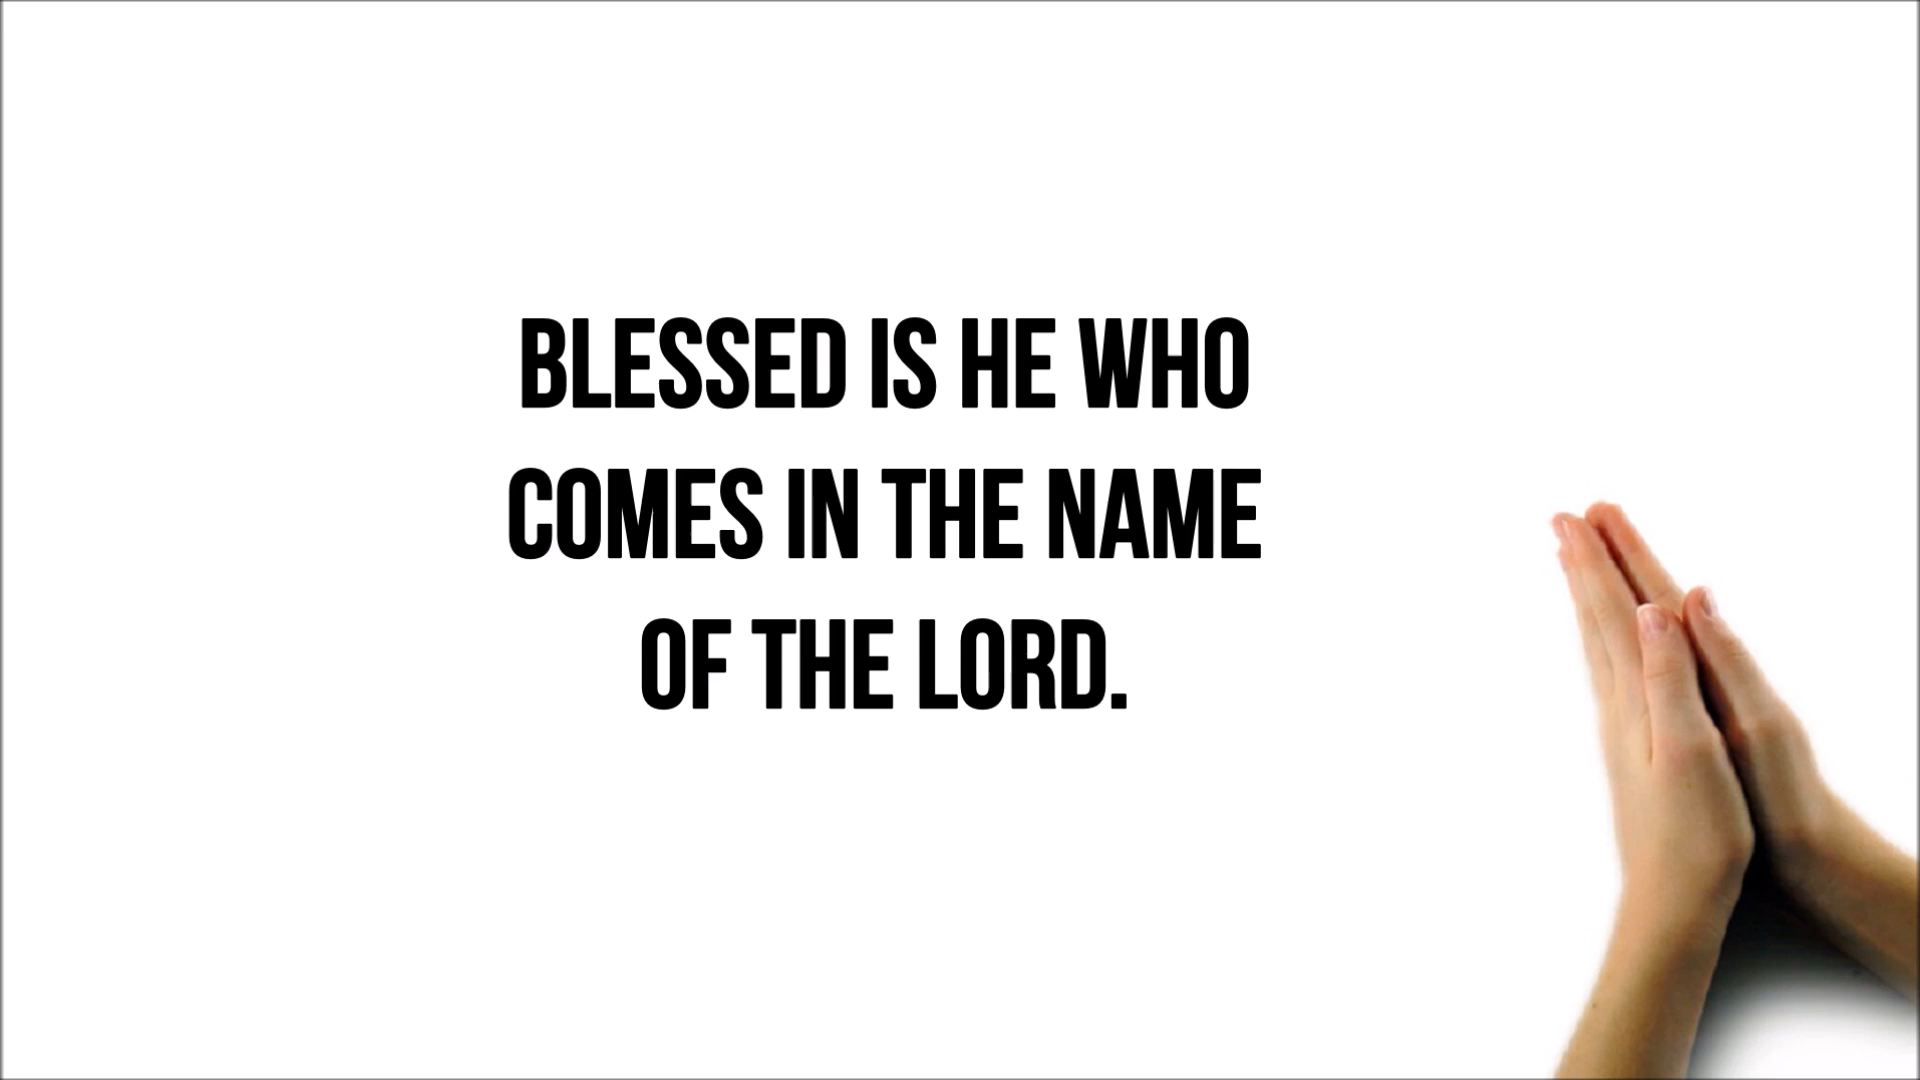 BLESSED IS HE WHO
COMES IN THE NAME
OF THE LORD.